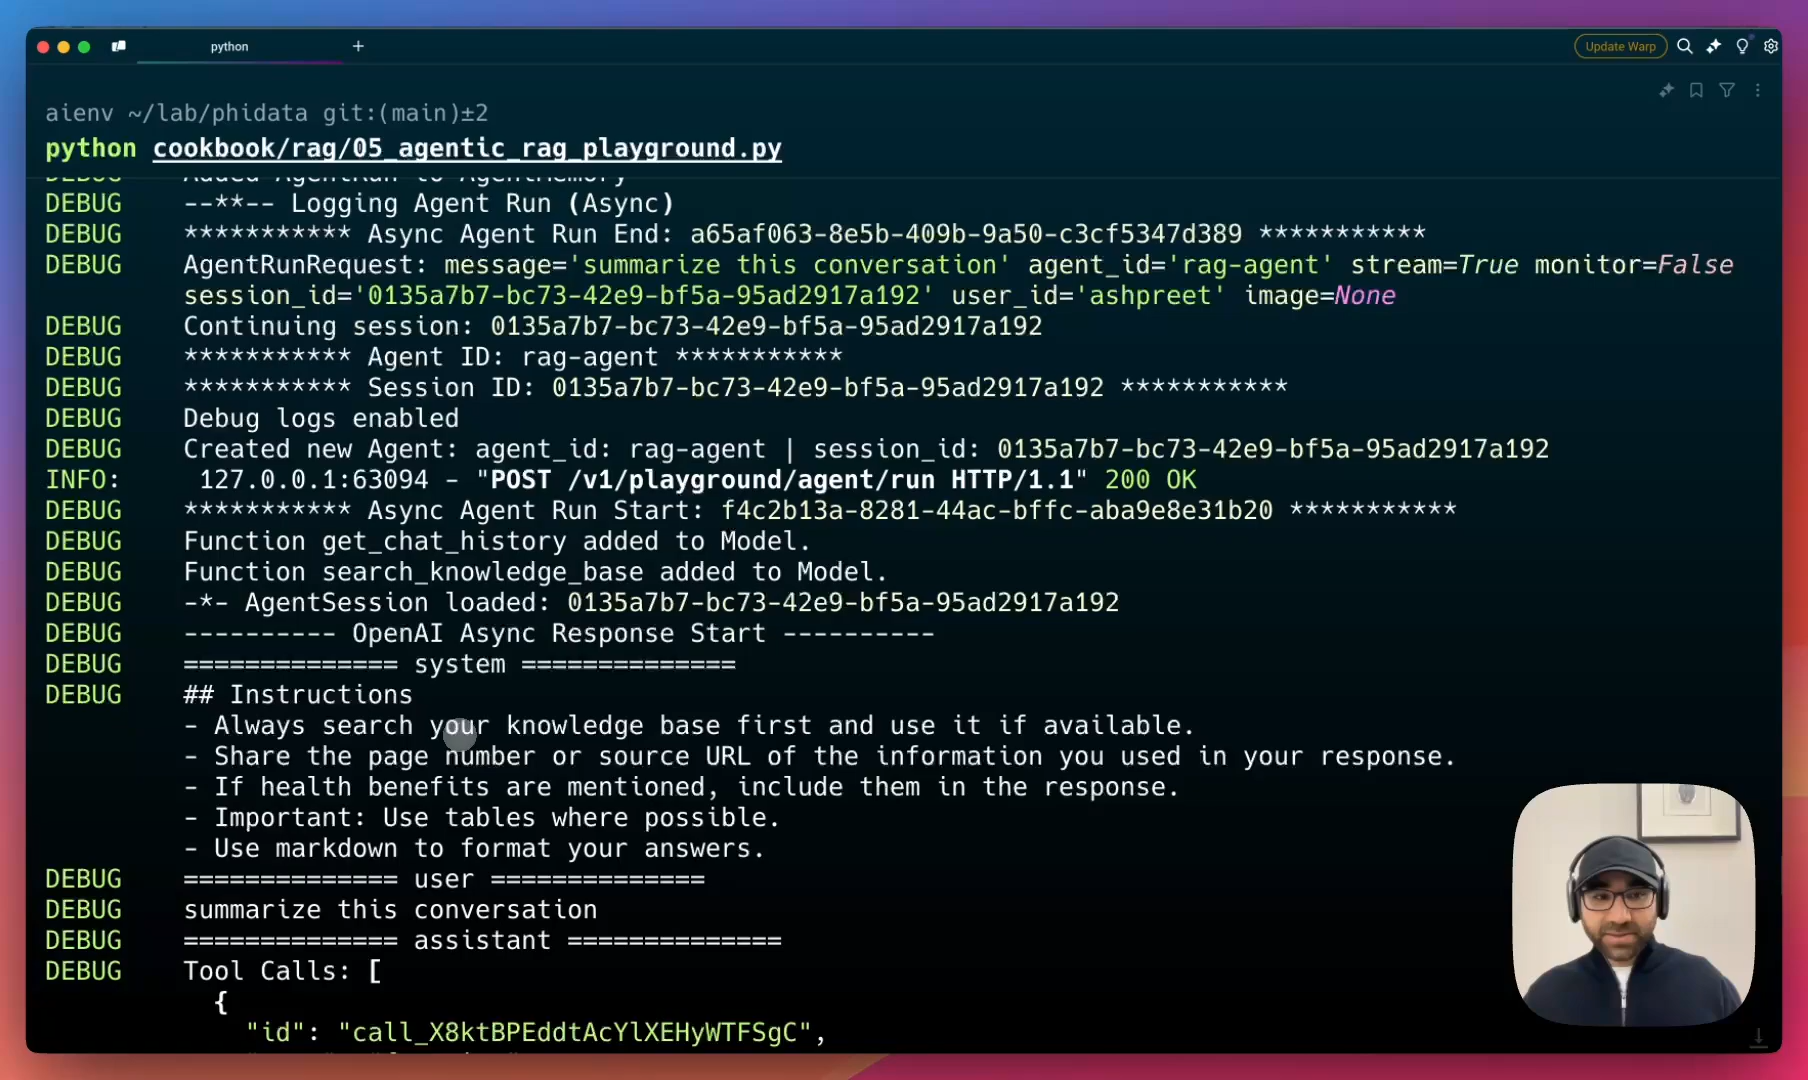 python
Update Warp
aienv ~/lab/phidata git:(main)±2
python cookbook/rag/05_agentic_rag_playground.py
DEBUG Added AgentRun to AgentMemory
DEBUG --**-- Logging Agent Run (Async)
DEBUG *********** Async Agent Run End: a65af063-8e5b-409b-9a50-c3cf5347d389 ***********
DEBUG AgentRunRequest: message='summarize this conversation' agent_id='rag-agent' stream=True monitor=False
session_id='0135a7b7-bc73-42e9-bf5a-95ad2917a192' user_id='ashpreet' image=None
DEBUG Continuing session: 0135a7b7-bc73-42e9-bf5a-95ad2917a192
DEBUG *********** Agent ID: rag-agent ***********
DEBUG *********** Session ID: 0135a7b7-bc73-42e9-bf5a-95ad2917a192 ***********
DEBUG Debug logs enabled
DEBUG Created new Agent: agent_id: rag-agent | session_id: 0135a7b7-bc73-42e9-bf5a-95ad2917a192
INFO: 127.0.0.1:63094 - "POST /v1/playground/agent/run HTTP/1.1" 200 OK
DEBUG *********** Async Agent Run Start: f4c2b13a-8281-44ac-bffc-aba9e8e31b20 ***********
DEBUG Function get_chat_history added to Model.
DEBUG Function search_knowledge_base added to Model.
DEBUG -*- AgentSession loaded: 0135a7b7-bc73-42e9-bf5a-95ad2917a192
DEBUG ---------- OpenAI Async Response Start ----------
DEBUG ============== system ==============
DEBUG ## Instructions
- Always search your knowledge base first and use it if available.
- Share the page number or source URL of the information you used in your response.
- If health benefits are mentioned, include them in the response.
- Important: Use tables where possible.
- Use markdown to format your answers.
DEBUG ============== user ==============
DEBUG summarize this conversation
DEBUG ============== assistant ==============
DEBUG Tool Calls: [
{
"id": "call_X8ktBPEddtAcYlXEHyWTFSgC",